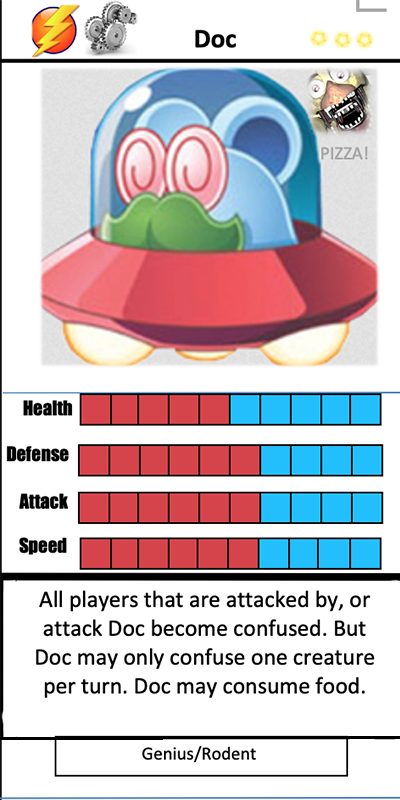 Doc
PIZZA!
Health
Defense
Attack
Speed
All players that are attacked by, or
attack Doc become confused. But
Doc may only confuse one creature
per turn. Doc may consume food.
Genius/Rodent